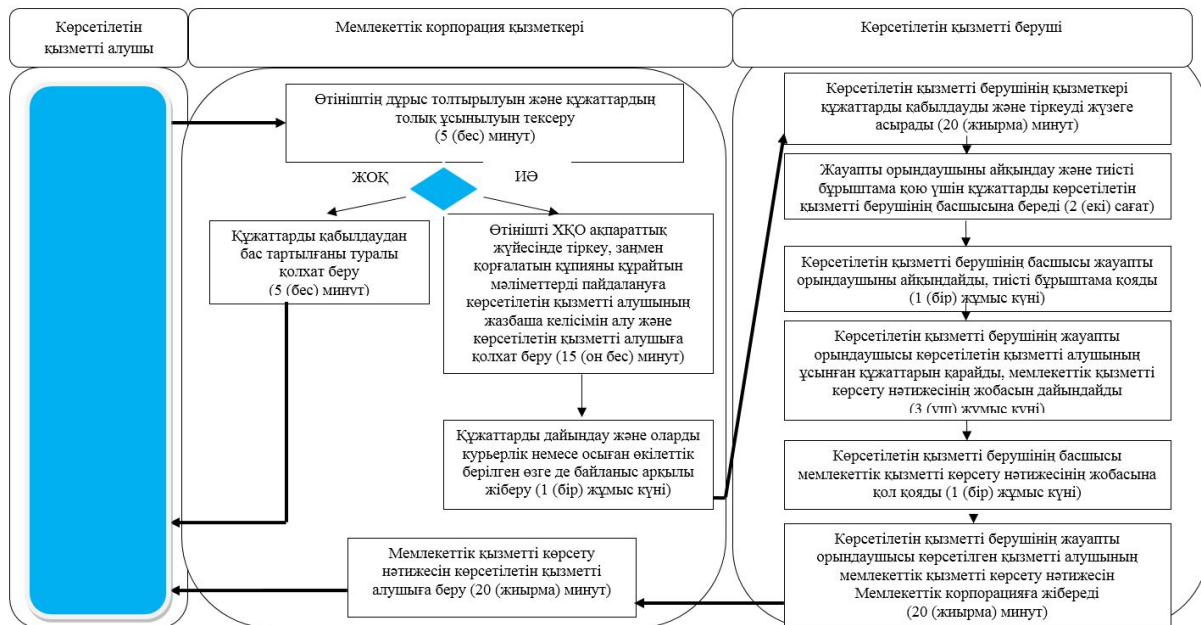 Көрсетілетін
қызметті алушы
Мемлекеттік корпорация қызметкері
Көрсетілетін қызметті беруші
Өтініштің дұрыс толтырылуын және құжаттардың
толық ұсынылуын тексеру
(5 (бес) минут)
ЖОҚ
ИӘ
Құжаттарды қабылдаудан
бас тартылғаны туралы
қолхат беру
(5 (бес) минут)
Өтінішті ХҚО ақпараттық
жүйесінде тіркеу, заңмен
қорғалатын құпияны құрайтын
мәліметтерді пайдалануға
көрсетілетін қызметті алушының
жазбаша келісімін алу және
көрсетілетін қызметті алушыға
қолхат беру (15 (он бес) минут)
Құжаттарды дайындау және оларды
курьерлік немесе осыған өкілеттік
берілген өзге де байланыс арқылы
жіберу (1 (бір) жұмыс күні)
Мемлекеттік қызметті көрсету
нәтижесін көрсетілетін қызметті
алушыға беру (20 (жиырма) минут)
Көрсетілетін қызметті берушінің қызметкері
құжаттарды қабылдауды және тіркеуді жүзеге
асырады (20 (жиырма) минут)
Жауапты орындаушыны айқындау және тиісті
бұрыштама қою үшін құжаттарды көрсетілетін
қызметті берушінің басшысына береді (2 (екі) сағат)
Көрсетілетін қызметті берушінің басшысы жауапты
орындаушыны айқындайды, тиісті бұрыштама қояды
(1 (бір) жұмыс күні)
Көрсетілетін қызметті берушінің жауапты
орындаушысы көрсетілетін қызметті алушының
ұсынған құжаттарын қарайды, мемлекеттік қызметті
көрсету нәтижесінің жобасын дайындайды
(3 (үш) жұмыс күні)
Көрсетілетін қызметті берушінің басшысы
мемлекеттік қызметті көрсету нәтижесінің жобасына
қол қояды (1 (бір) жұмыс күні)
Көрсетілетін қызметті берушінің жауапты
орындаушысы көрсетілген қызметті алушының
мемлекеттік қызметті көрсету нәтижесін
Мемлекеттік корпорацияға жібереді
(20 (жиырма) минут)